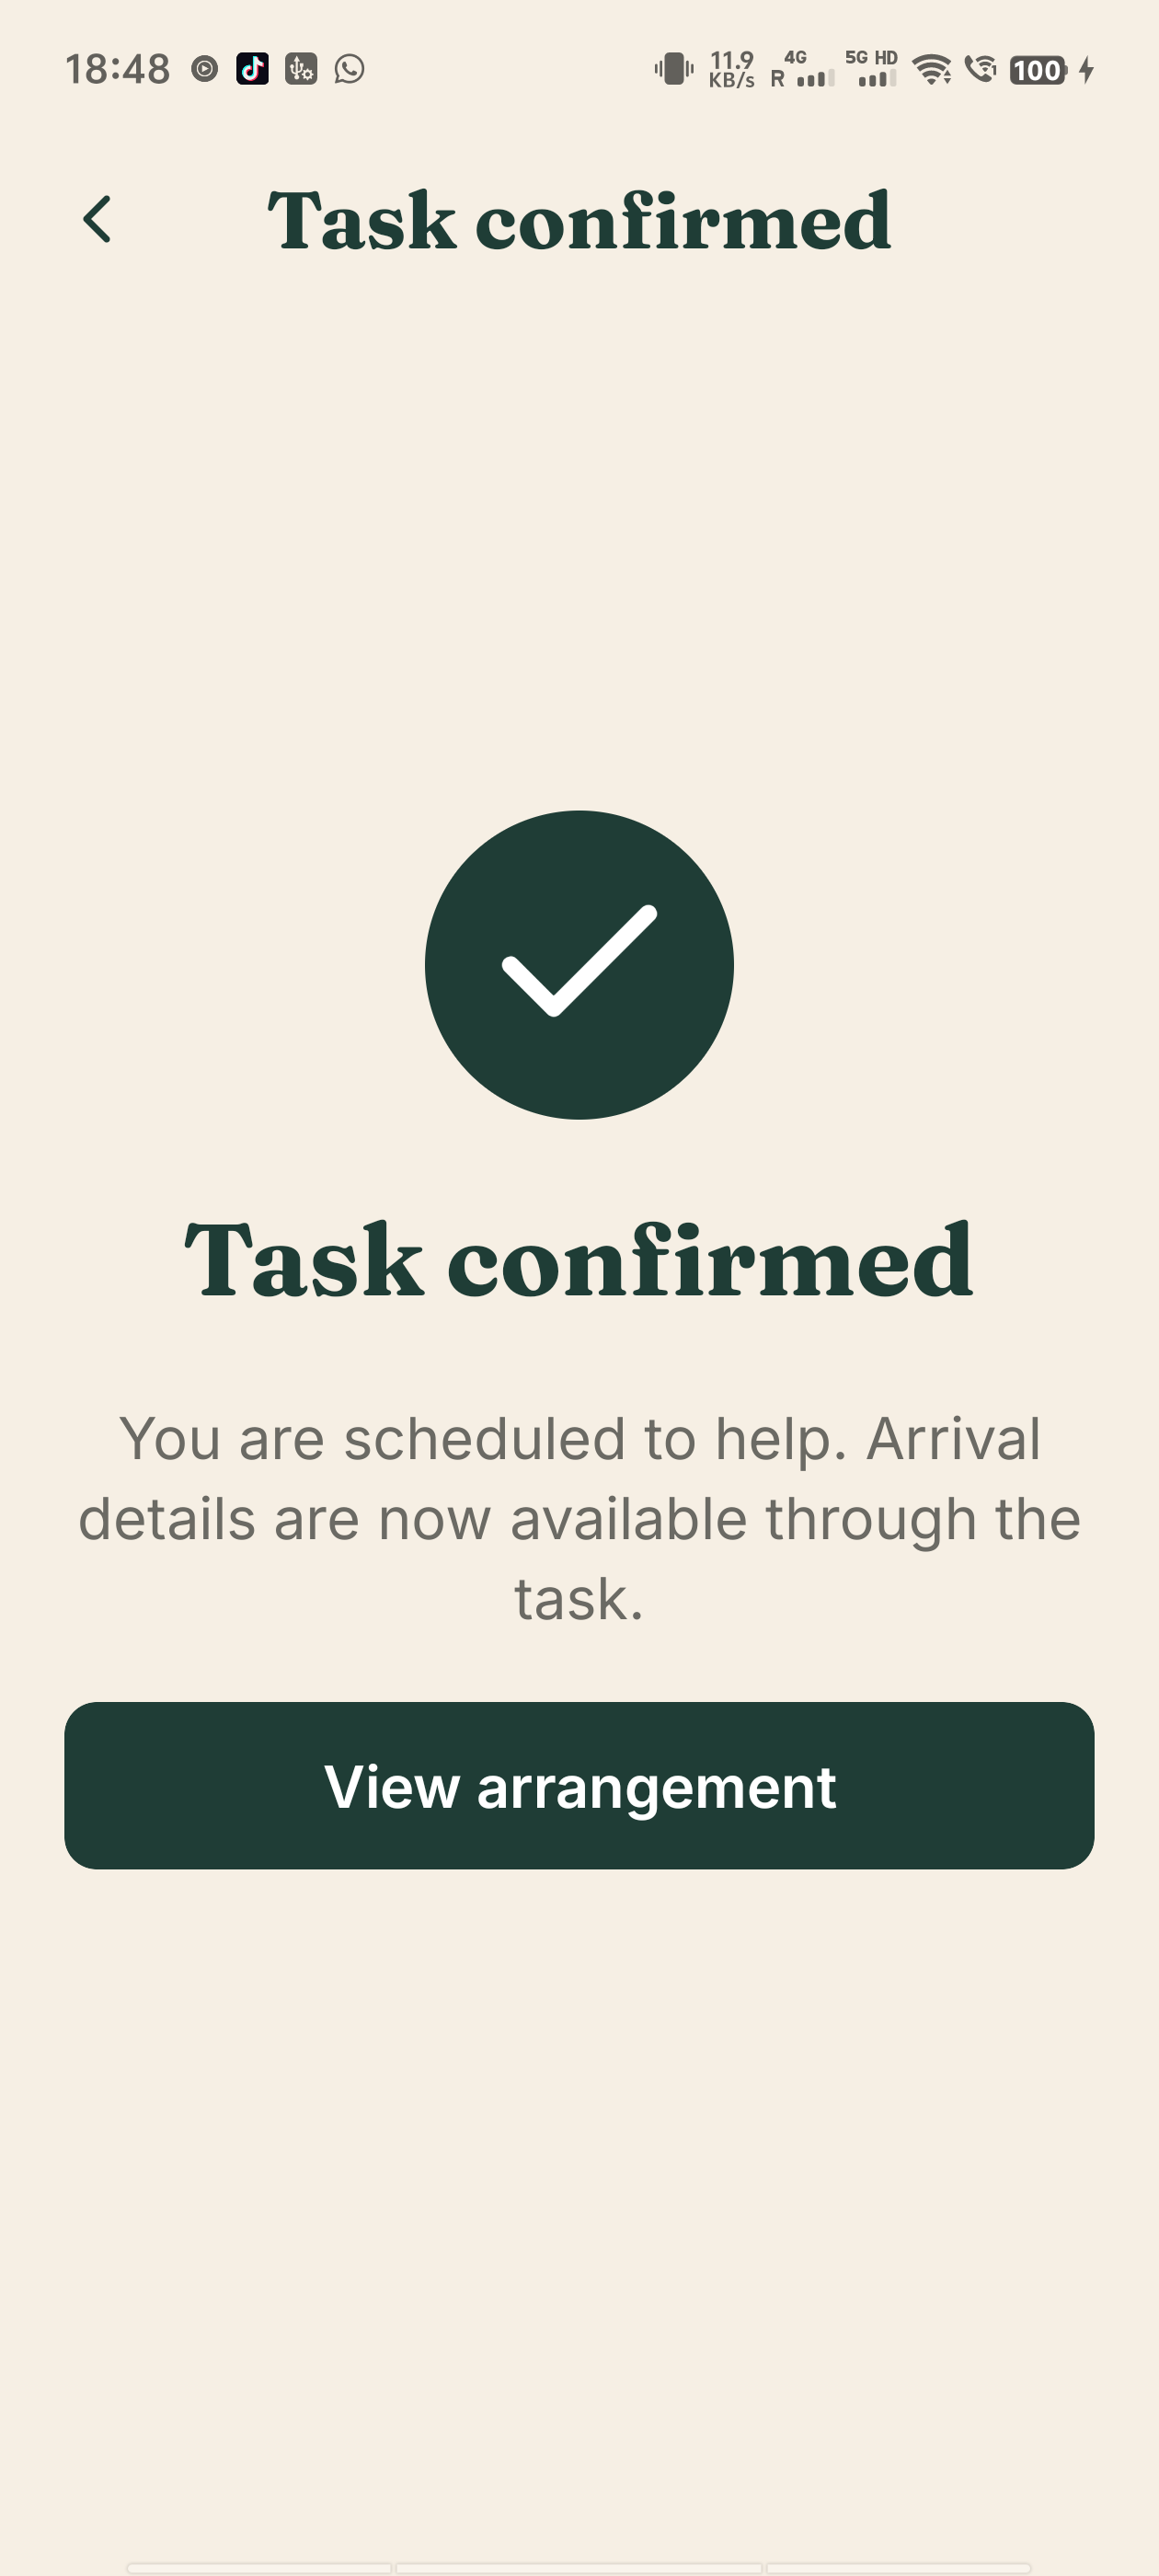 18:48 11.9 KB/s R 4G 5G HD 100
Task confirmed
Task confirmed
You are scheduled to help. Arrival
details are now available through the
task.
View arrangement